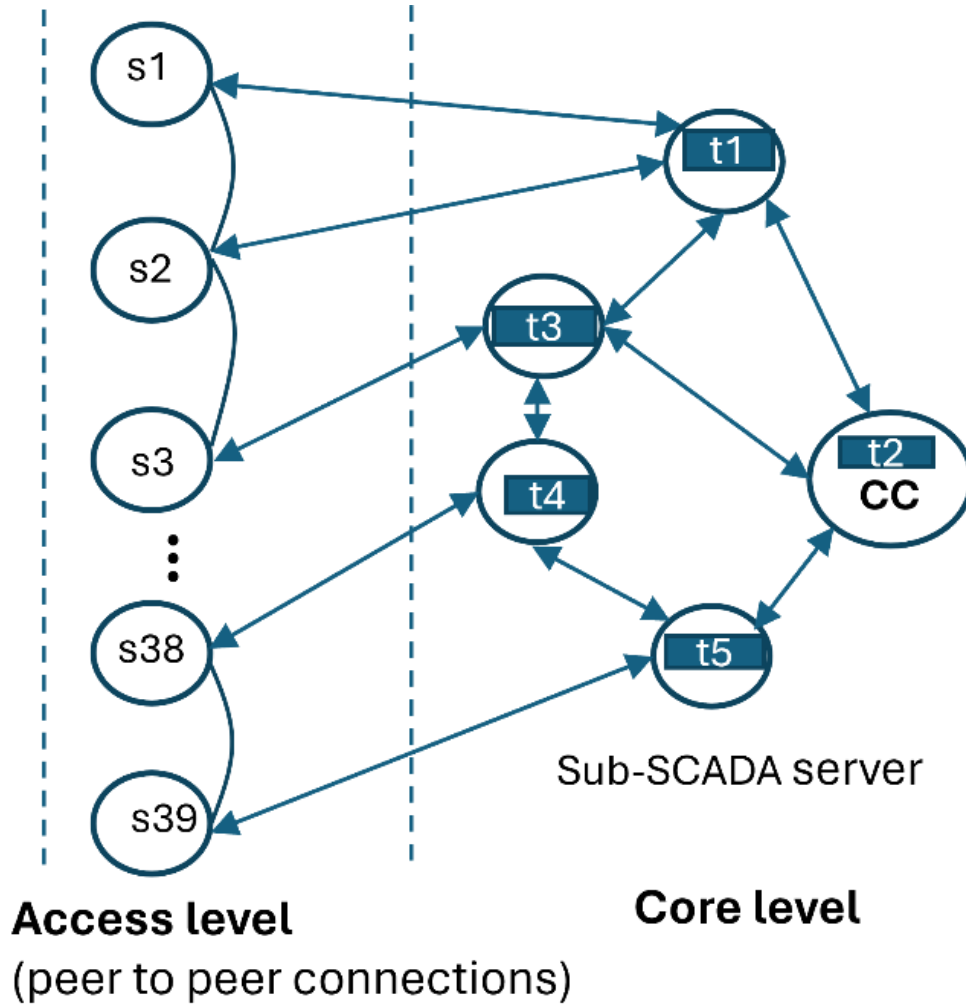 s1
s2
s3
s38
s39
t1
t3
t4
t2
CC
t5
Sub-SCADA server
Access level
(peer to peer connections)
Core level